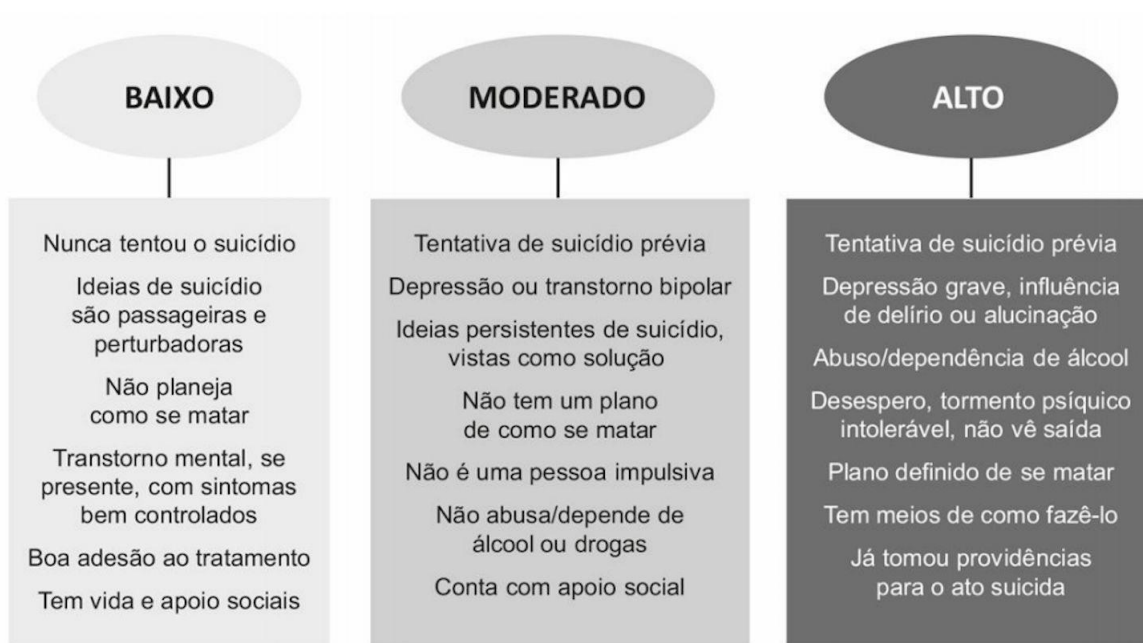 BAIXO
Nunca tentou o suicídio
Ideias de suicídio
são passageiras e
perturbadoras
Não planeja
como se matar
Transtorno mental, se
presente, com sintomas
bem controlados
Boa adesão ao tratamento
Tem vida e apoio sociais
MODERADO
Tentativa de suicídio prévia
Depressão ou transtorno bipolar
Ideias persistentes de suicídio,
vistas como solução
Não tem um plano
de como se matar
Não é uma pessoa impulsiva
Não abusa/depende de
álcool ou drogas
Conta com apoio social
ALTO
Tentativa de suicídio prévia
Depressão grave, influência
de delírio ou alucinação
Abuso/dependência de álcool
Desespero, tormento psíquico
intolerável, não vê saída
Plano definido de se matar
Tem meios de como fazê-lo
Já tomou providências
para o ato suicida